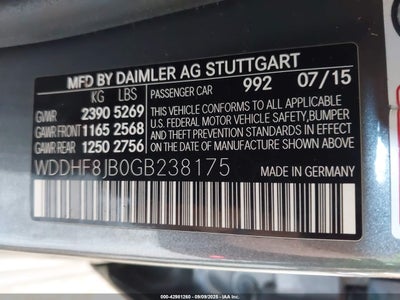 MFD BY DAIMLER AG STUTTGART
KG LBS
GVWR 2390 5269
GAWR FRONT 1165 2568
GAWR REAR 1250 2756
PASSENGER CAR 992 07/15
THIS VEHICLE CONFORMS TO ALL APPLICABLE
U.S. FEDERAL MOTOR VEHICLE SAFETY, BUMPER
AND THEFT PREVENTION STANDARDS IN EFFECT
ON THE DATE OF MANUFACTURE SHOWN ABOVE
WDDHF8JB0GB238175
MADE IN GERMANY
000-42981260 - 09/09/2025 - IAA Inc.